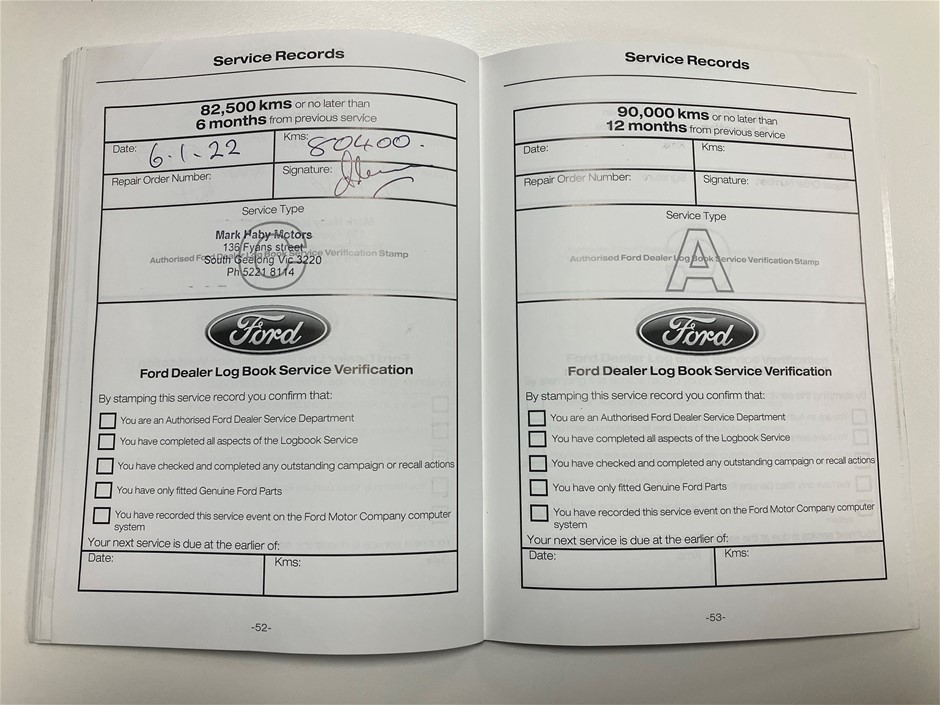 Service Records
82,500 kms or no later than
6 months from previous service
Date: 6.1.22
Kms: 80400.
Repair Order Number:
Signature:
Service Type
C
Mark Haby Motors
136 Fyans street
Authorised Ford Dealer Log Book Service Verification Stamp
South Geelong Vic 3220
Ph 5221 8114
Ford
Ford Dealer Log Book Service Verification
By stamping this service record you confirm that:
You are an Authorised Ford Dealer Service Department
You have completed all aspects of the Logbook Service
You have checked and completed any outstanding campaign or recall actions
You have only fitted Genuine Ford Parts
You have recorded this service event on the Ford Motor Company computer
system
Your next service is due at the earlier of:
Date:
Kms:
-52-
Service Records
90,000 kms or no later than
12 months from previous service
Date:
Kms:
Repair Order Number:
Signature:
Service Type
A
Authorised Ford Dealer Log Book Service Verification Stamp
Ford
Ford Dealer Log Book Service Verification
By stamping this service record you confirm that:
You are an Authorised Ford Dealer Service Department
You have completed all aspects of the Logbook Service
You have checked and completed any outstanding campaign or recall actions
You have only fitted Genuine Ford Parts
You have recorded this service event on the Ford Motor Company computer
system
Your next service is due at the earlier of:
Date:
Kms:
-53-